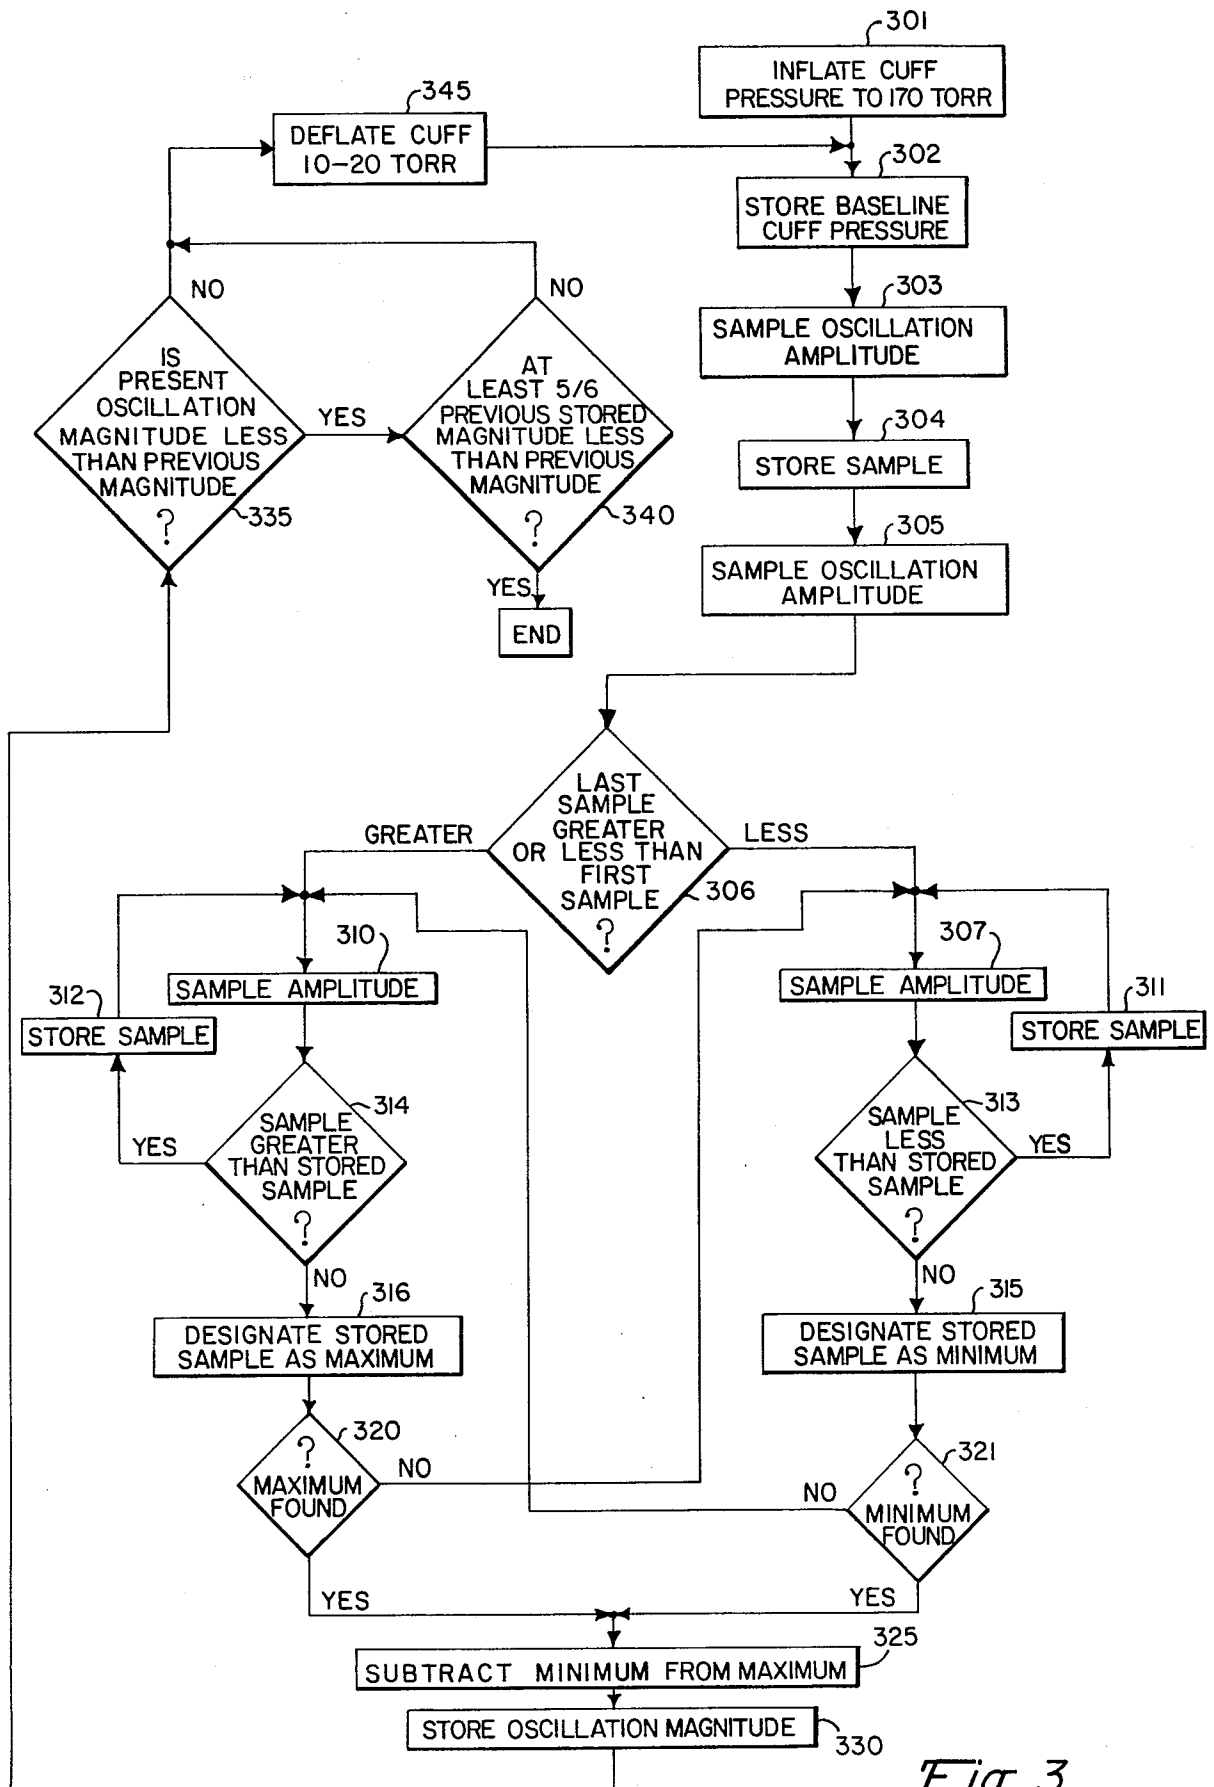 301
INFLATE CUFF
PRESSURE TO 170 TORR
345
DEFLATE CUFF
10-20 TORR
302
STORE BASELINE
CUFF PRESSURE
NO
NO
303
SAMPLE OSCILLATION
AMPLITUDE
IS
PRESENT
OSCILLATION
MAGNITUDE LESS
THAN PREVIOUS
MAGNITUDE
?
335
YES
AT
LEAST 5/6
PREVIOUS STORED
MAGNITUDE LESS
THAN PREVIOUS
MAGNITUDE
?
340
304
STORE SAMPLE
305
SAMPLE OSCILLATION
AMPLITUDE
YES
END
LAST
SAMPLE
GREATER
OR LESS THAN
FIRST
SAMPLE
?
306
GREATER
LESS
310
SAMPLE AMPLITUDE
307
SAMPLE AMPLITUDE
312
STORE SAMPLE
311
STORE SAMPLE
314
SAMPLE
GREATER
THAN STORED
SAMPLE
?
YES
313
SAMPLE
LESS
THAN STORED
SAMPLE
?
YES
NO
NO
316
DESIGNATE STORED
SAMPLE AS MAXIMUM
315
DESIGNATE STORED
SAMPLE AS MINIMUM
320
?
MAXIMUM
FOUND
NO
321
?
MINIMUM
FOUND
NO
YES
YES
325
SUBTRACT MINIMUM FROM MAXIMUM
STORE OSCILLATION MAGNITUDE
330
Fig. 3